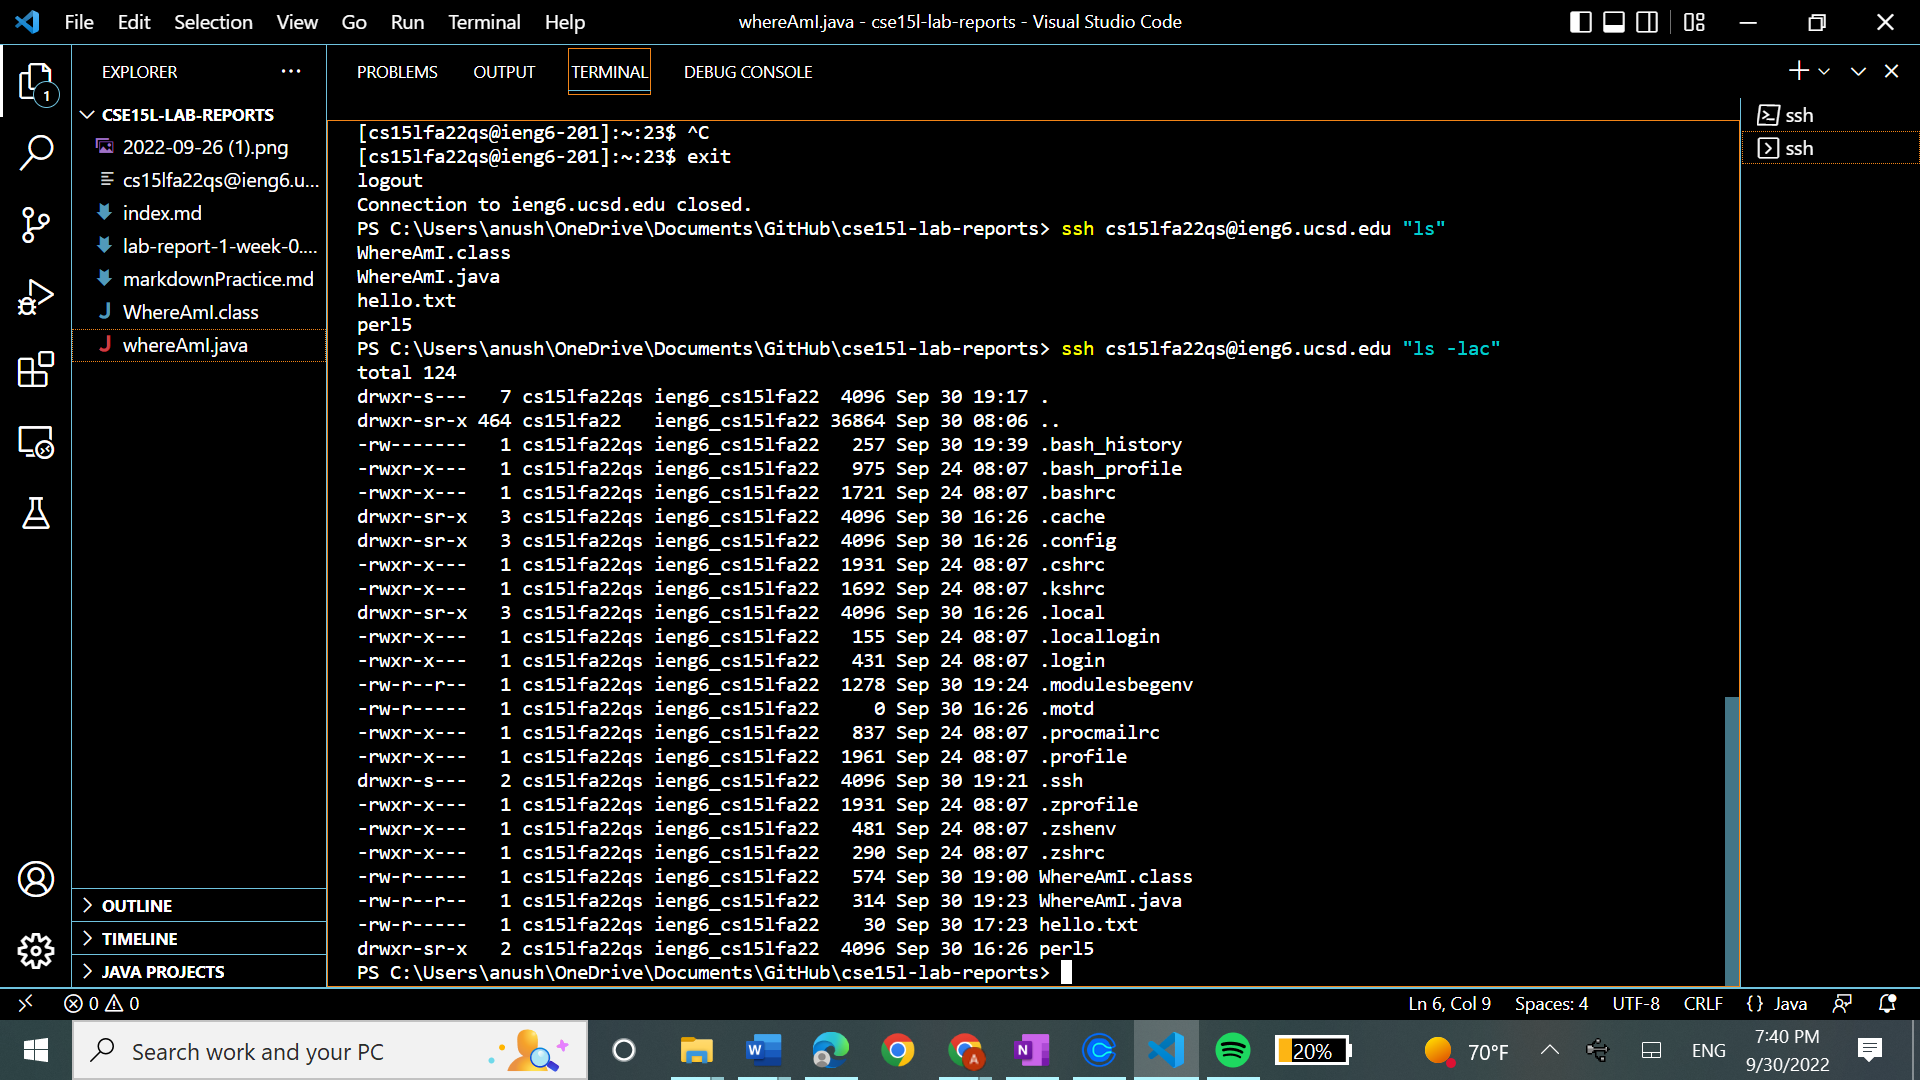 File Edit Selection View Go Run Terminal Help
whereAmI.java - cse15l-lab-reports - Visual Studio Code
EXPLORER
PROBLEMS OUTPUT TERMINAL DEBUG CONSOLE
1
CSE15L-LAB-REPORTS
2022-09-26 (1).png
cs15lfa22qs@ieng6.u...
index.md
lab-report-1-week-0....
markdownPractice.md
J WhereAmI.class
J whereAmI.java
OUTLINE
TIMELINE
JAVA PROJECTS
[cs15lfa22qs@ieng6-201]:~:23$ ^C
[cs15lfa22qs@ieng6-201]:~:23$ exit
logout
Connection to ieng6.ucsd.edu closed.
PS C:\Users\anush\OneDrive\Documents\GitHub\cse15l-lab-reports> ssh cs15lfa22qs@ieng6.ucsd.edu "ls"
WhereAmI.class
WhereAmI.java
hello.txt
perl5
PS C:\Users\anush\OneDrive\Documents\GitHub\cse15l-lab-reports> ssh cs15lfa22qs@ieng6.ucsd.edu "ls -lac"
total 124
drwxr-s---   7 cs15lfa22qs ieng6_cs15lfa22  4096 Sep 30 19:17 .
drwxr-sr-x 464 cs15lfa22   ieng6_cs15lfa22 36864 Sep 30 08:06 ..
-rw-------   1 cs15lfa22qs ieng6_cs15lfa22   257 Sep 30 19:39 .bash_history
-rwxr-x---   1 cs15lfa22qs ieng6_cs15lfa22   975 Sep 24 08:07 .bash_profile
-rwxr-x---   1 cs15lfa22qs ieng6_cs15lfa22  1721 Sep 24 08:07 .bashrc
drwxr-sr-x   3 cs15lfa22qs ieng6_cs15lfa22  4096 Sep 30 16:26 .cache
drwxr-sr-x   3 cs15lfa22qs ieng6_cs15lfa22  4096 Sep 30 16:26 .config
-rwxr-x---   1 cs15lfa22qs ieng6_cs15lfa22  1931 Sep 24 08:07 .cshrc
-rwxr-x---   1 cs15lfa22qs ieng6_cs15lfa22  1692 Sep 24 08:07 .kshrc
drwxr-sr-x   3 cs15lfa22qs ieng6_cs15lfa22  4096 Sep 30 16:26 .local
-rwxr-x---   1 cs15lfa22qs ieng6_cs15lfa22   155 Sep 24 08:07 .locallogin
-rwxr-x---   1 cs15lfa22qs ieng6_cs15lfa22   431 Sep 24 08:07 .login
-rw-r--r--   1 cs15lfa22qs ieng6_cs15lfa22  1278 Sep 30 19:24 .modulesbegenv
-rw-r-----   1 cs15lfa22qs ieng6_cs15lfa22     0 Sep 30 16:26 .motd
-rwxr-x---   1 cs15lfa22qs ieng6_cs15lfa22   837 Sep 24 08:07 .procmailrc
-rwxr-x---   1 cs15lfa22qs ieng6_cs15lfa22  1961 Sep 24 08:07 .profile
drwxr-s---   2 cs15lfa22qs ieng6_cs15lfa22  4096 Sep 30 19:21 .ssh
-rwxr-x---   1 cs15lfa22qs ieng6_cs15lfa22  1931 Sep 24 08:07 .zprofile
-rwxr-x---   1 cs15lfa22qs ieng6_cs15lfa22   481 Sep 24 08:07 .zshenv
-rwxr-x---   1 cs15lfa22qs ieng6_cs15lfa22   290 Sep 24 08:07 .zshrc
-rw-r-----   1 cs15lfa22qs ieng6_cs15lfa22   574 Sep 30 19:00 WhereAmI.class
-rw-r--r--   1 cs15lfa22qs ieng6_cs15lfa22   314 Sep 30 19:23 WhereAmI.java
-rw-r-----   1 cs15lfa22qs ieng6_cs15lfa22    30 Sep 30 17:23 hello.txt
drwxr-sr-x   2 cs15lfa22qs ieng6_cs15lfa22  4096 Sep 30 16:26 perl5
PS C:\Users\anush\OneDrive\Documents\GitHub\cse15l-lab-reports>
ssh
ssh
0 0
Ln 6, Col 9 Spaces: 4 UTF-8 CRLF {} Java
Search work and your PC
W
A
N
20%
70°F
ENG
7:40 PM
9/30/2022